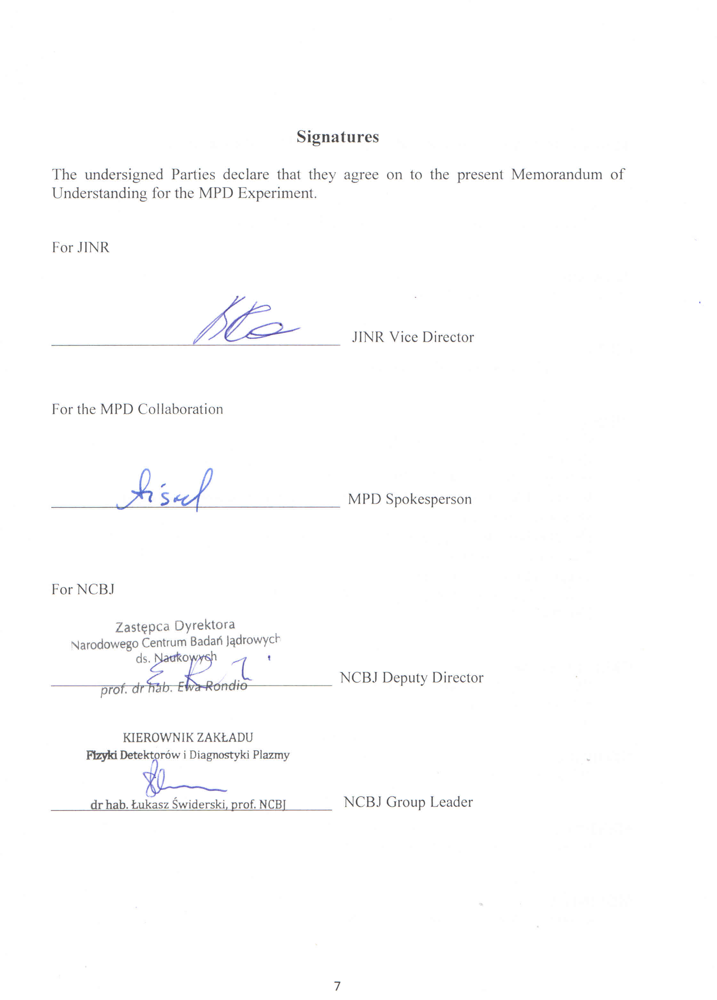 Signatures
The undersigned Parties declare that they agree on to the present Memorandum of
Understanding for the MPD Experiment.
For JINR
JINR Vice Director
For the MPD Collaboration
MPD Spokesperson
For NCBJ
Zastępca Dyrektora
Narodowego Centrum Badań Jądrowych
ds. Naukowych
NCBJ Deputy Director
prof. dr hab. Ewa Rondio
KIEROWNIK ZAKŁADU
Fizyki Detektorów i Diagnostyki Plazmy
dr hab. Łukasz Świderski, prof. NCBJ NCBJ Group Leader
7